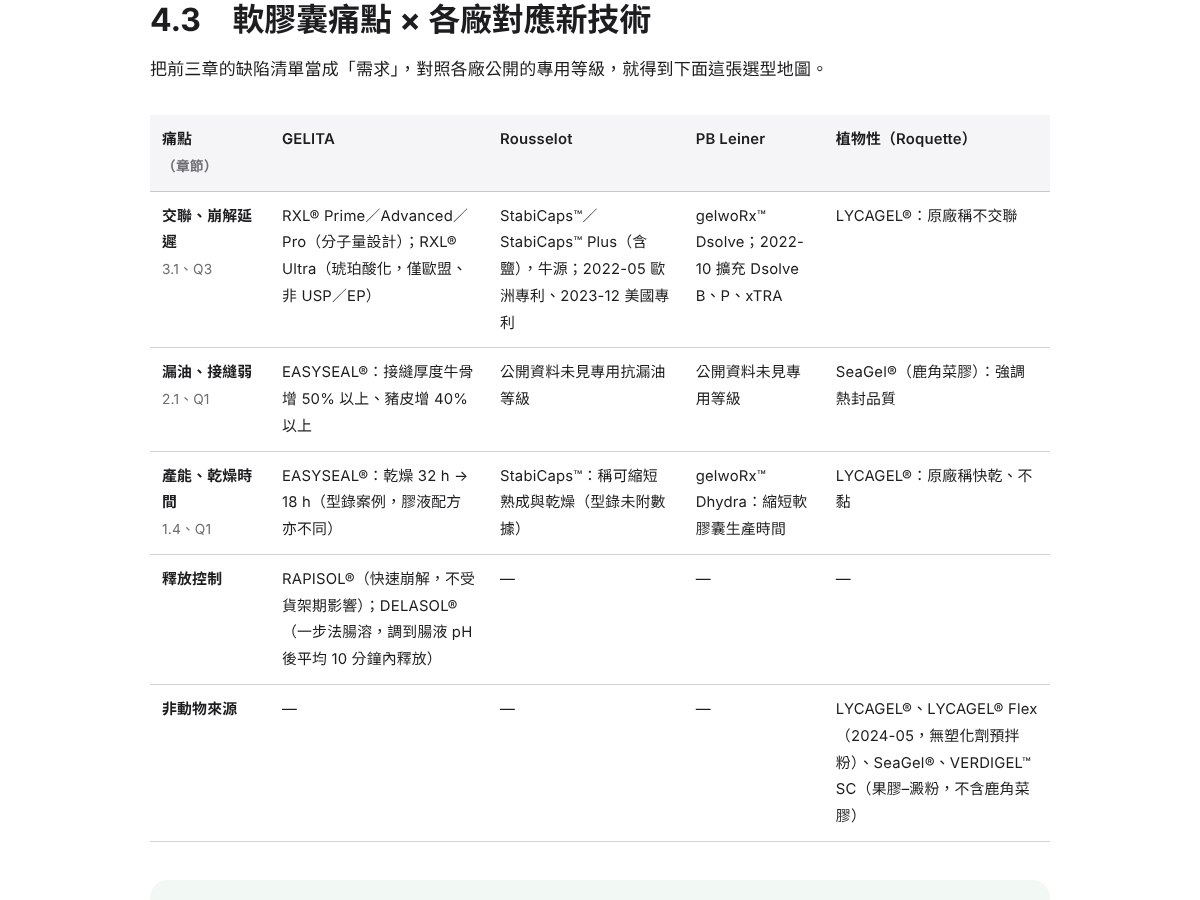 4.3 軟膠囊痛點 × 各廠對應新技術
把前三章的缺陷清單當成「需求」，對照各廠公開的專用等級，就得到下面這張選型地圖。
痛點
（章節）
GELITA
Rousselot
PB Leiner
植物性（Roquette）
交聯、崩解延
遲
3.1、Q3
RXL® Prime／Advanced／
Pro（分子量設計）；RXL®
Ultra（琥珀酸化，僅歐盟、
非 USP／EP）
StabiCaps™／
StabiCaps™ Plus（含
鹽），牛源；2022-05 歐
洲專利、2023-12 美國專
利
gelwoRx™
Dsolve；2022-
10 擴充 Dsolve
B、P、xTRA
LYCAGEL®：原廠稱不交聯
漏油、接縫弱
2.1、Q1
EASYSEAL®：接縫厚度牛骨
增 50% 以上、豬皮增 40%
以上
公開資料未見專用抗漏油
等級
公開資料未見專
用等級
SeaGel®（鹿角菜膠）：強調
熱封品質
產能、乾燥時
間
1.4、Q1
EASYSEAL®：乾燥 32 h →
18 h（型錄案例，膠液配方
亦不同）
StabiCaps™：稱可縮短
熟成與乾燥（型錄未附數
據）
gelwoRx™
Dhydra：縮短軟
膠囊生產時間
LYCAGEL®：原廠稱快乾、不
黏
釋放控制
RAPISOL®（快速崩解，不受
貨架期影響）；DELASOL®
（一步法腸溶，調到腸液 pH
後平均 10 分鐘內釋放）
—
—
—
非動物來源
—
—
—
LYCAGEL®、LYCAGEL® Flex
（2024-05，無塑化劑預拌
粉）、SeaGel®、VERDIGEL™
SC（果膠–澱粉，不含鹿角菜
膠）